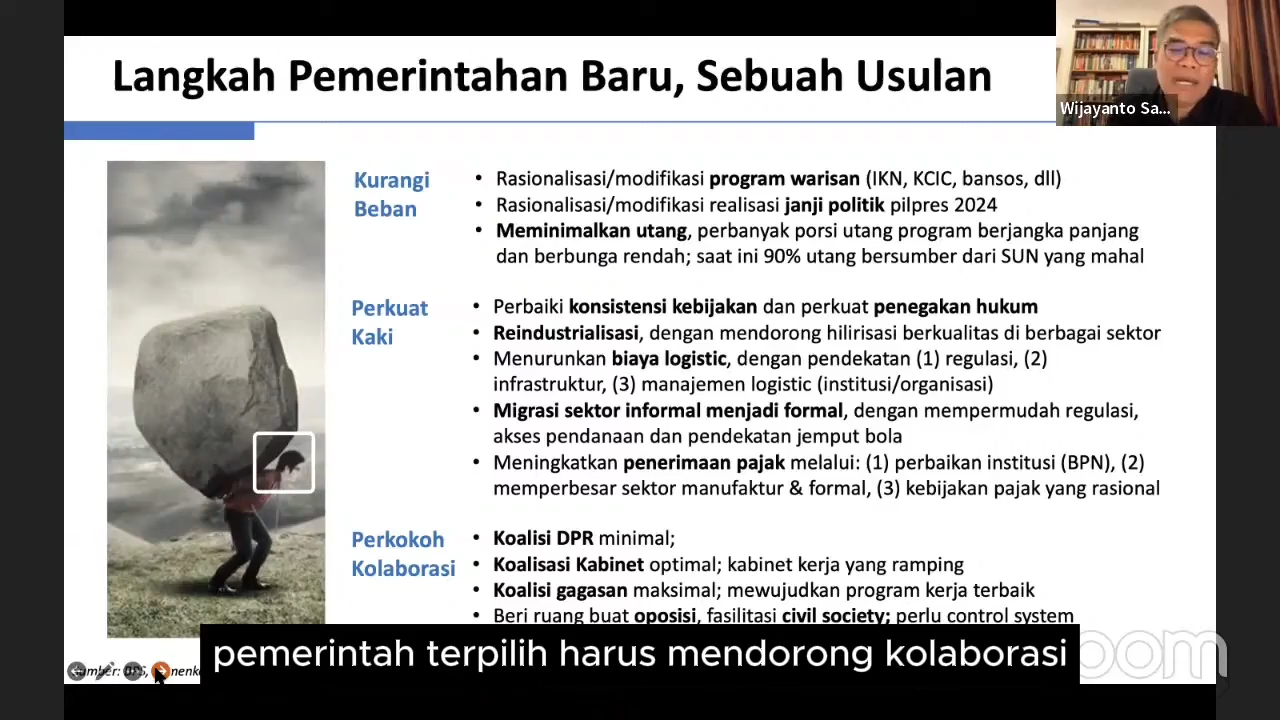 Langkah Pemerintahan Baru, Sebuah Usulan
Wijayanto Sa...
Kurangi
Beban
• Rasionalisasi/modifikasi program warisan (IKN, KCIC, bansos, dll)
• Rasionalisasi/modifikasi realisasi janji politik pilpres 2024
• Meminimalkan utang, perbanyak porsi utang program berjangka panjang
dan berbunga rendah; saat ini 90% utang bersumber dari SUN yang mahal
Perkuat
Kaki
• Perbaiki konsistensi kebijakan dan perkuat penegakan hukum
• Reindustrialisasi, dengan mendorong hilirisasi berkualitas di berbagai sektor
• Menurunkan biaya logistic, dengan pendekatan (1) regulasi, (2)
infrastruktur, (3) manajemen logistic (institusi/organisasi)
• Migrasi sektor informal menjadi formal, dengan mempermudah regulasi,
akses pendanaan dan pendekatan jemput bola
• Meningkatkan penerimaan pajak melalui: (1) perbaikan institusi (BPN), (2)
memperbesar sektor manufaktur & formal, (3) kebijakan pajak yang rasional
Perkokoh
Kolaborasi
• Koalisi DPR minimal;
• Koalisasi Kabinet optimal; kabinet kerja yang ramping
• Koalisi gagasan maksimal; mewujudkan program kerja terbaik
• Beri ruang buat oposisi, fasilitasi civil society; perlu control system
pemerintah terpilih harus mendorong kolaborasi